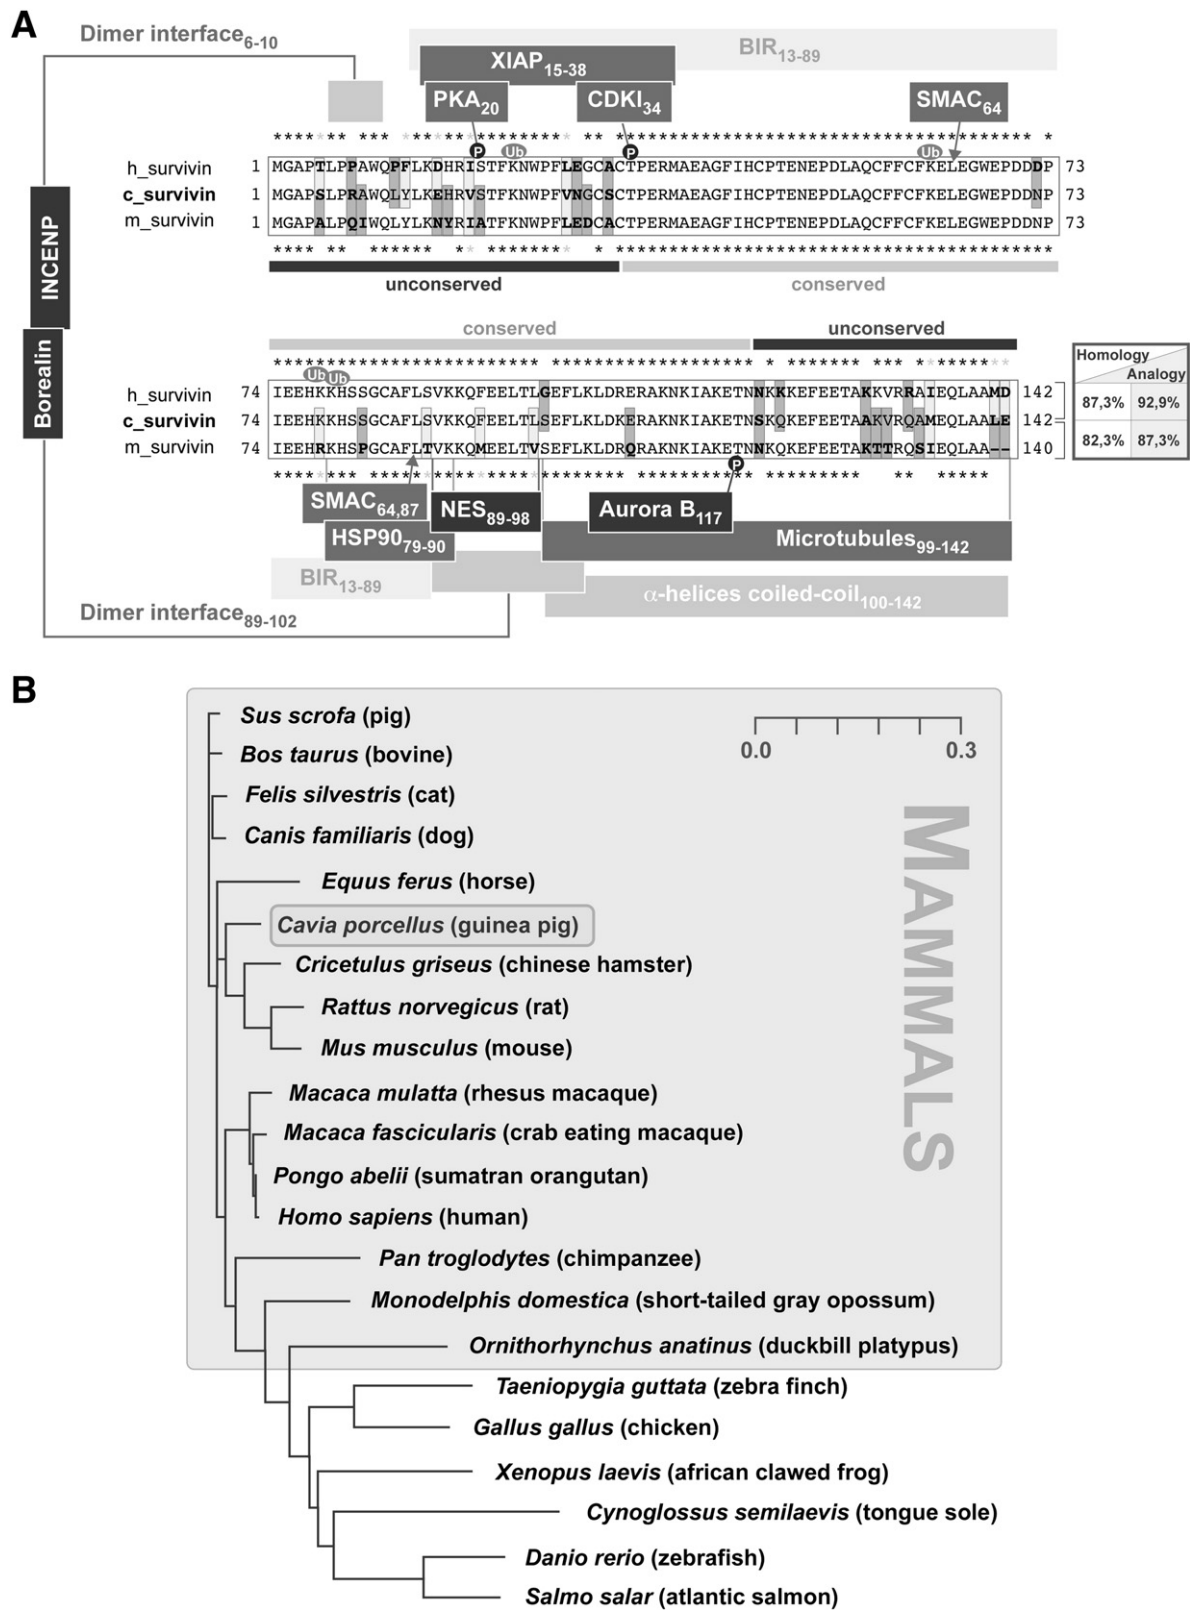 A
Dimer interface6-10
BIR13-89
XIAP15-38
PKA20
CDKI34
SMAC64
P
Ub
P
Ub
h_survivin 1 MGAPTLPPAWQPFLKDHRISTFKNWPFLEGCACTPERMAEAGFIHCPTENEPDLAQCFFCFKELEGWEPDDDP 73
c_survivin 1 MGAPSLPRAWQLYLKEHRVSTFKNWPFVNGCSCTPERMAEAGFIHCPTENEPDLAQCFFCFKELEGWEPDDNP 73
m_survivin 1 MGAPALPQIWQLYLKNYRIATFKNWPFLEDCACTPERMAEAGFIHCPTENEPDLAQCFFCFKELEGWEPDDNP 73
unconserved
conserved
INCENP
Borealin
conserved
unconserved
Ub
Ub
h_survivin 74 IEEHKKHSSGCAFLSVKKQFEELTLGEFLKLDRERAKNKIAKETNNKKKEFEETAKKVRRAIEQLAAMD 142
c_survivin 74 IEEHKKHSSGCAFLSVKKQFEELTLSEFLKLDKERAKNKIAKETNSKQKEFEETAAKVRQAMEQLAALE 142
m_survivin 74 IEEHRKHSPGCAFLTVKKQMEELTVSEFLKLDRQRAKNKIAKETNNKQKEFEETAKTTRQSIEQLAA-- 140
Homology
Analogy
87,3% 92,9%
82,3% 87,3%
P
SMAC64,87
NES89-98
Aurora B117
HSP9079-90
Microtubules99-142
BIR13-89
α-helices coiled-coil100-142
Dimer interface89-102
B
Sus scrofa (pig)
0.0 0.3
Bos taurus (bovine)
Felis silvestris (cat)
Canis familiaris (dog)
MAMMALS
Equus ferus (horse)
Cavia porcellus (guinea pig)
Cricetulus griseus (chinese hamster)
Rattus norvegicus (rat)
Mus musculus (mouse)
Macaca mulatta (rhesus macaque)
Macaca fascicularis (crab eating macaque)
Pongo abelii (sumatran orangutan)
Homo sapiens (human)
Pan troglodytes (chimpanzee)
Monodelphis domestica (short-tailed gray opossum)
Ornithorhynchus anatinus (duckbill platypus)
Taeniopygia guttata (zebra finch)
Gallus gallus (chicken)
Xenopus laevis (african clawed frog)
Cynoglossus semilaevis (tongue sole)
Danio rerio (zebrafish)
Salmo salar (atlantic salmon)